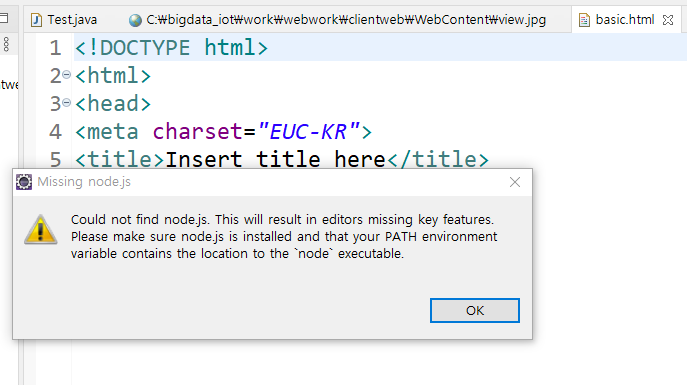 Test.java
C:₩bigdata_iot₩work₩webwork₩clientweb₩WebContent₩view.jpg
basic.html
1 <!DOCTYPE html>
2 <html>
3 <head>
4 <meta charset="EUC-KR">
5 <title>Insert title here</title>
Missing node.js
Could not find node.js. This will result in editors missing key features.
Please make sure node.js is installed and that your PATH environment
variable contains the location to the `node` executable.
OK